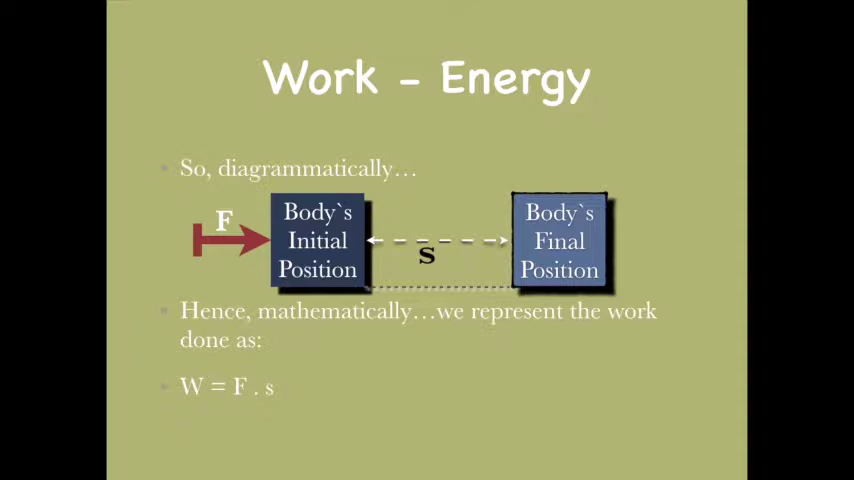 Work - Energy
So, diagrammatically…
F
Body`s
Initial
Position
s
Body`s
Final
Position
Hence, mathematically…we represent the work
done as:
W = F . s